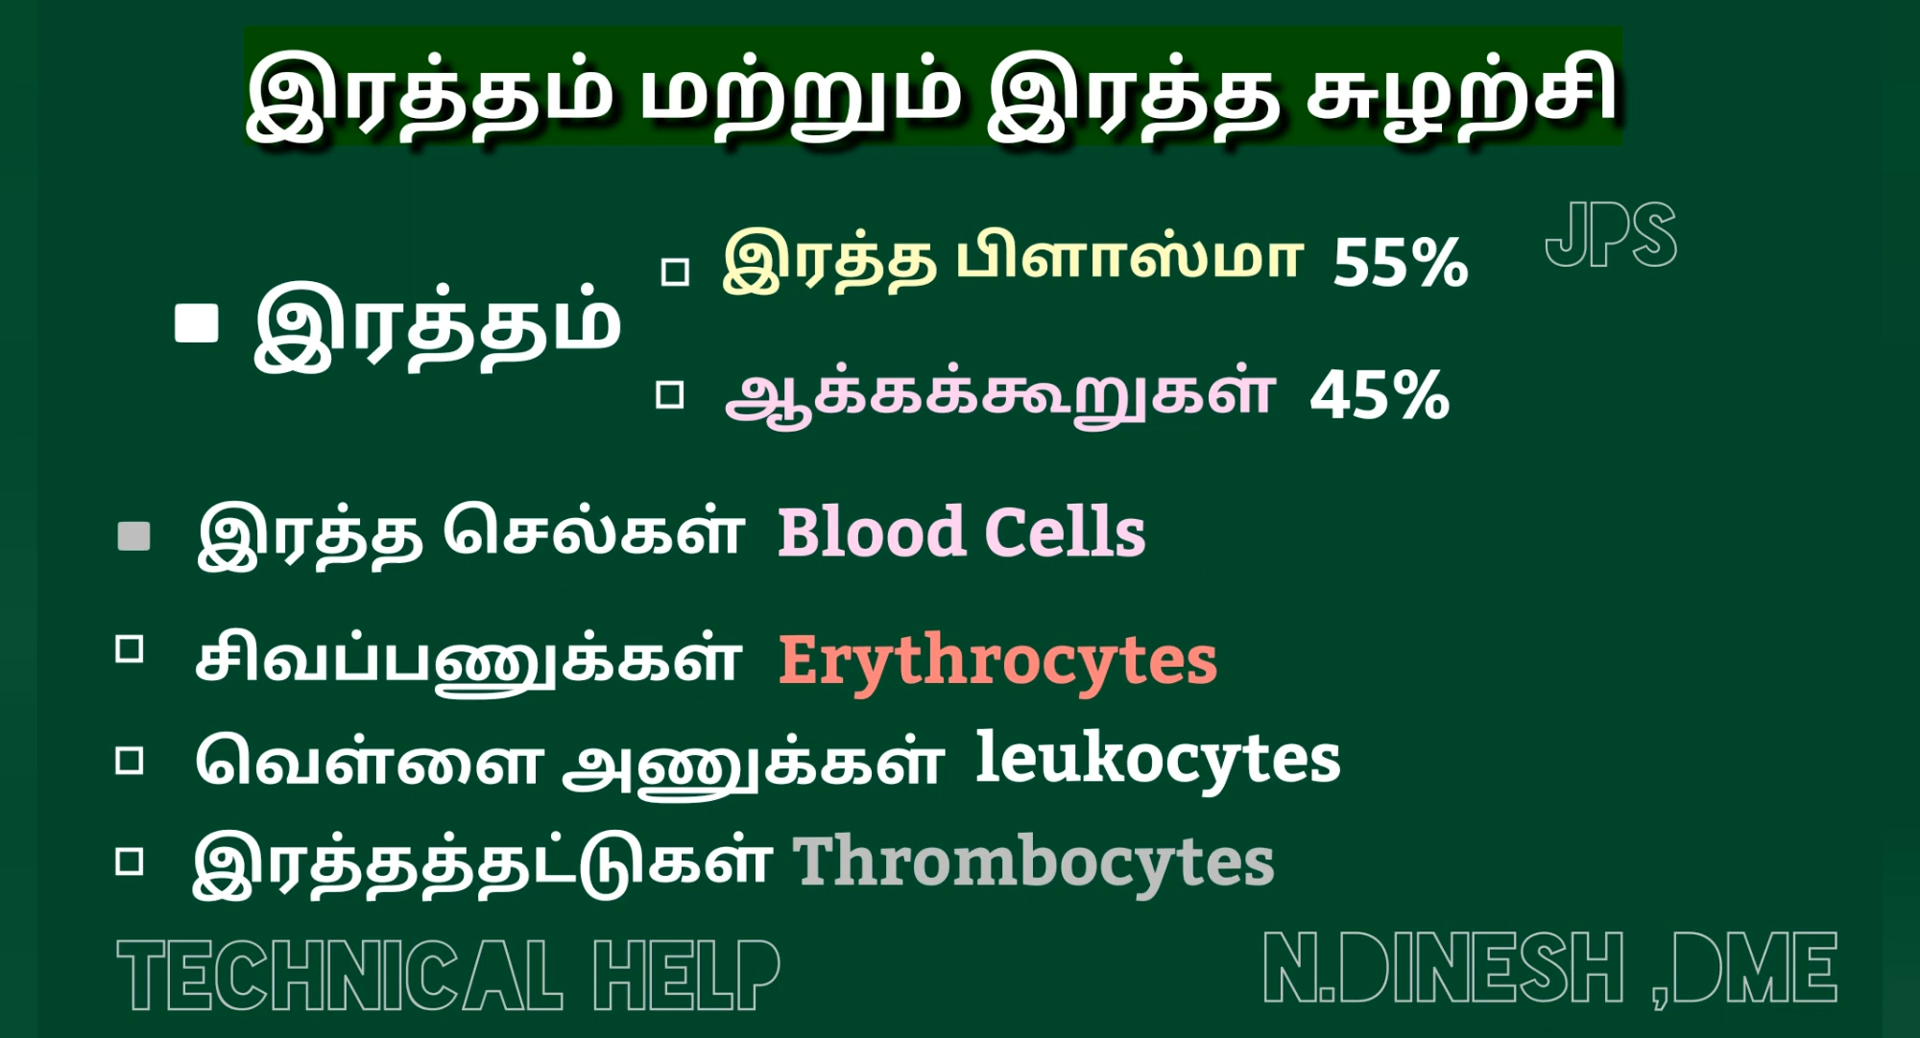 இரத்தம் மற்றும் இரத்த சுழற்சி
JPS
இரத்தம்
இரத்த பிளாஸ்மா 55%
ஆக்கக்கூறுகள் 45%
இரத்த செல்கள் Blood Cells
சிவப்பணுக்கள் Erythrocytes
வெள்ளை அணுக்கள் leukocytes
இரத்தத்தட்டுகள் Thrombocytes
TECHNICAL HELP
N.DINESH ,DME